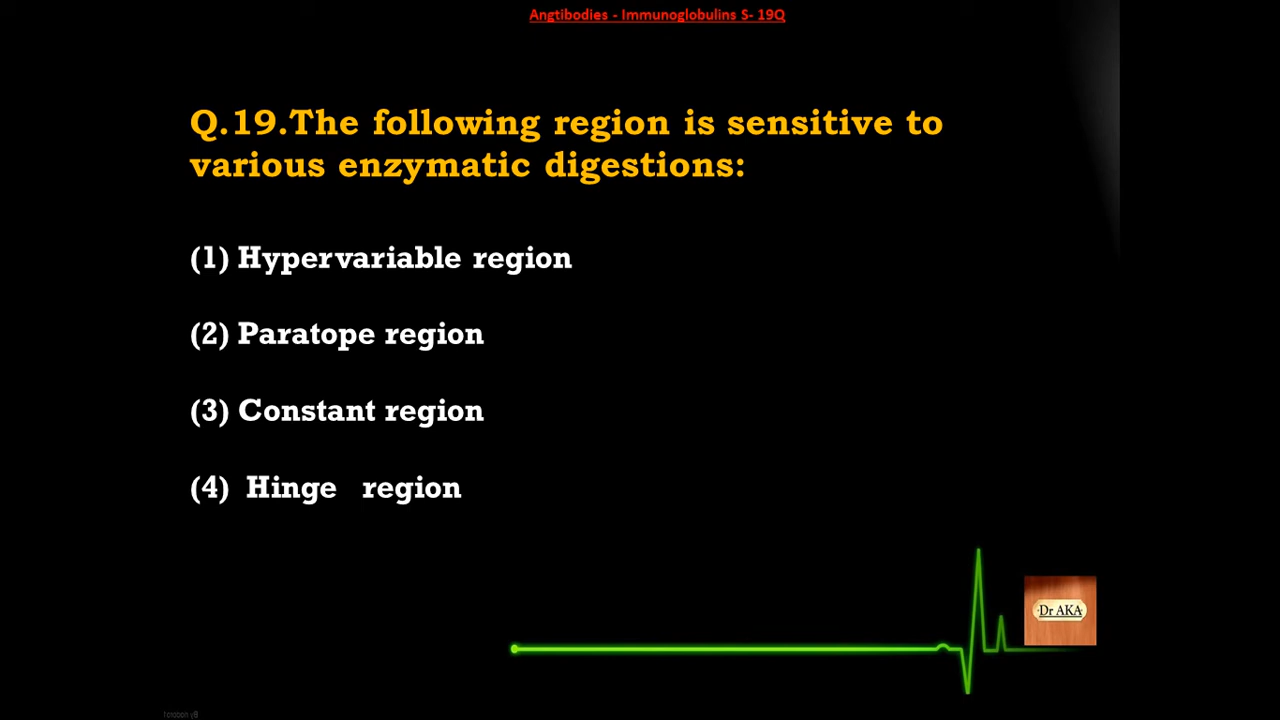 Angtibodies - Immunoglobulins S- 19Q
Q.19.The following region is sensitive to
various enzymatic digestions:
(1) Hypervariable region
(2) Paratope region
(3) Constant region
(4) Hinge region
Dr AKA